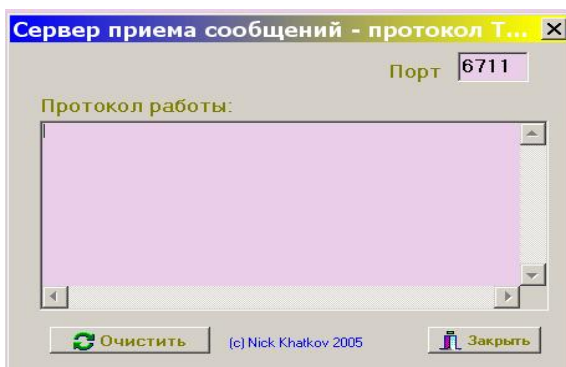 Сервер приема сообщений - протокол Т...
Порт 6711
Протокол работы:
Очистить (c) Nick Khatkov 2005 Закрыть